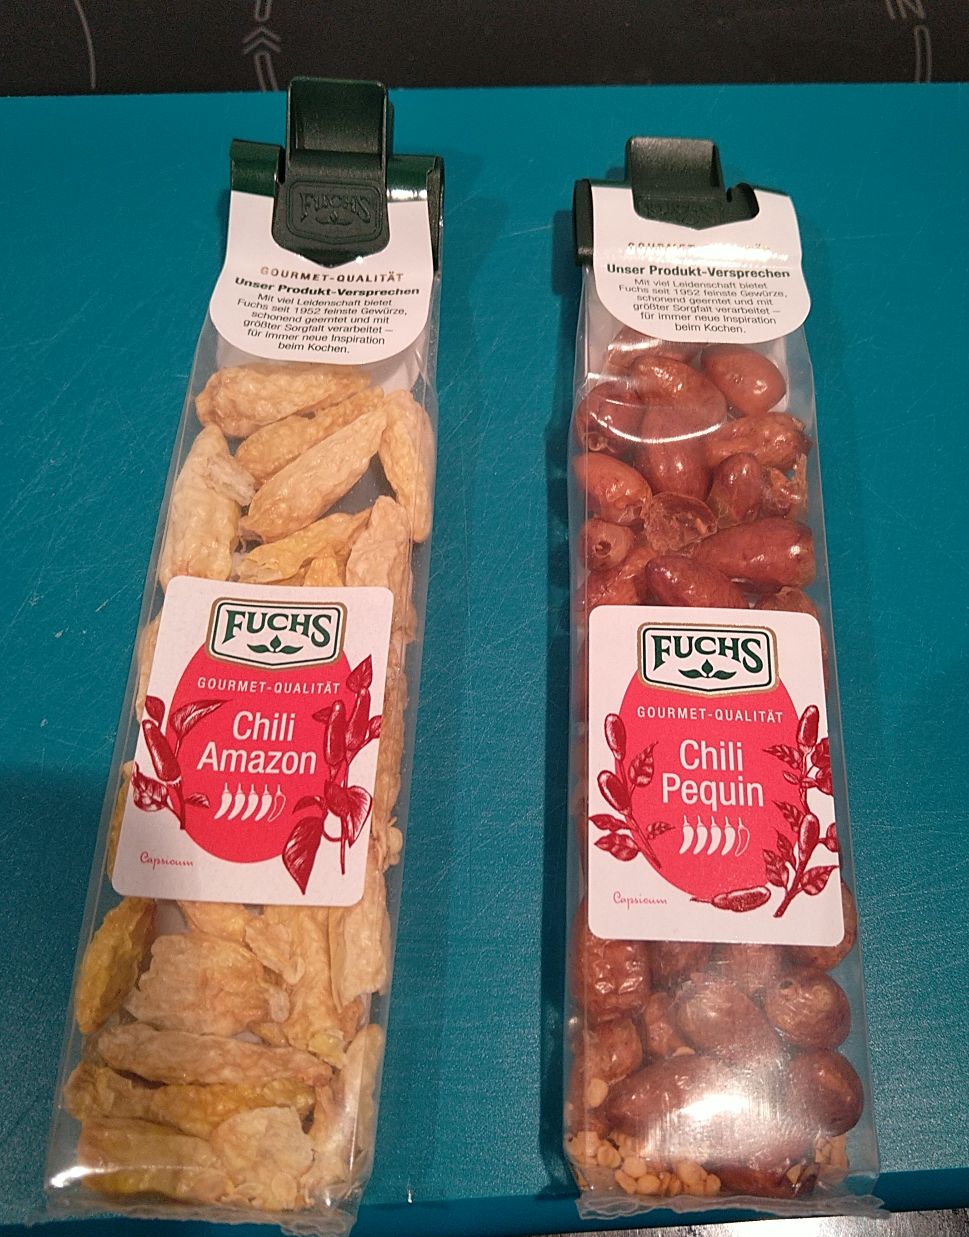 FUCHS
GOURMET-QUALITÄT
Unser Produkt-Versprechen
Mit viel Leidenschaft bietet
Fuchs seit 1952 feinste Gewürze,
schonend geerntet und mit
größter Sorgfalt verarbeitet –
für immer neue Inspiration
beim Kochen.
FUCHS
GOURMET-QUALITÄT
Chili
Amazon
Capsicum
Unser Produkt-Versprechen
Mit viel Leidenschaft bietet
Fuchs seit 1952 feinste Gewürze,
schonend geerntet und mit
größter Sorgfalt verarbeitet –
für immer neue Inspiration
beim Kochen.
FUCHS
GOURMET-QUALITÄT
Chili
Pequin
Capsicum